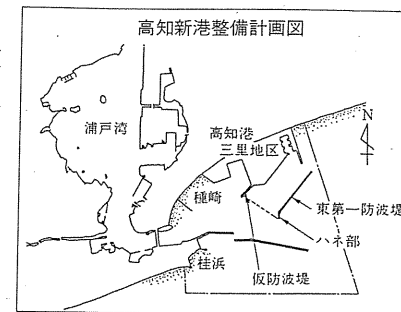 高知新港整備計画図
浦戸湾
高知港
三里地区
N
種崎
東第一防波堤
ハネ部
桂浜
仮防波堤